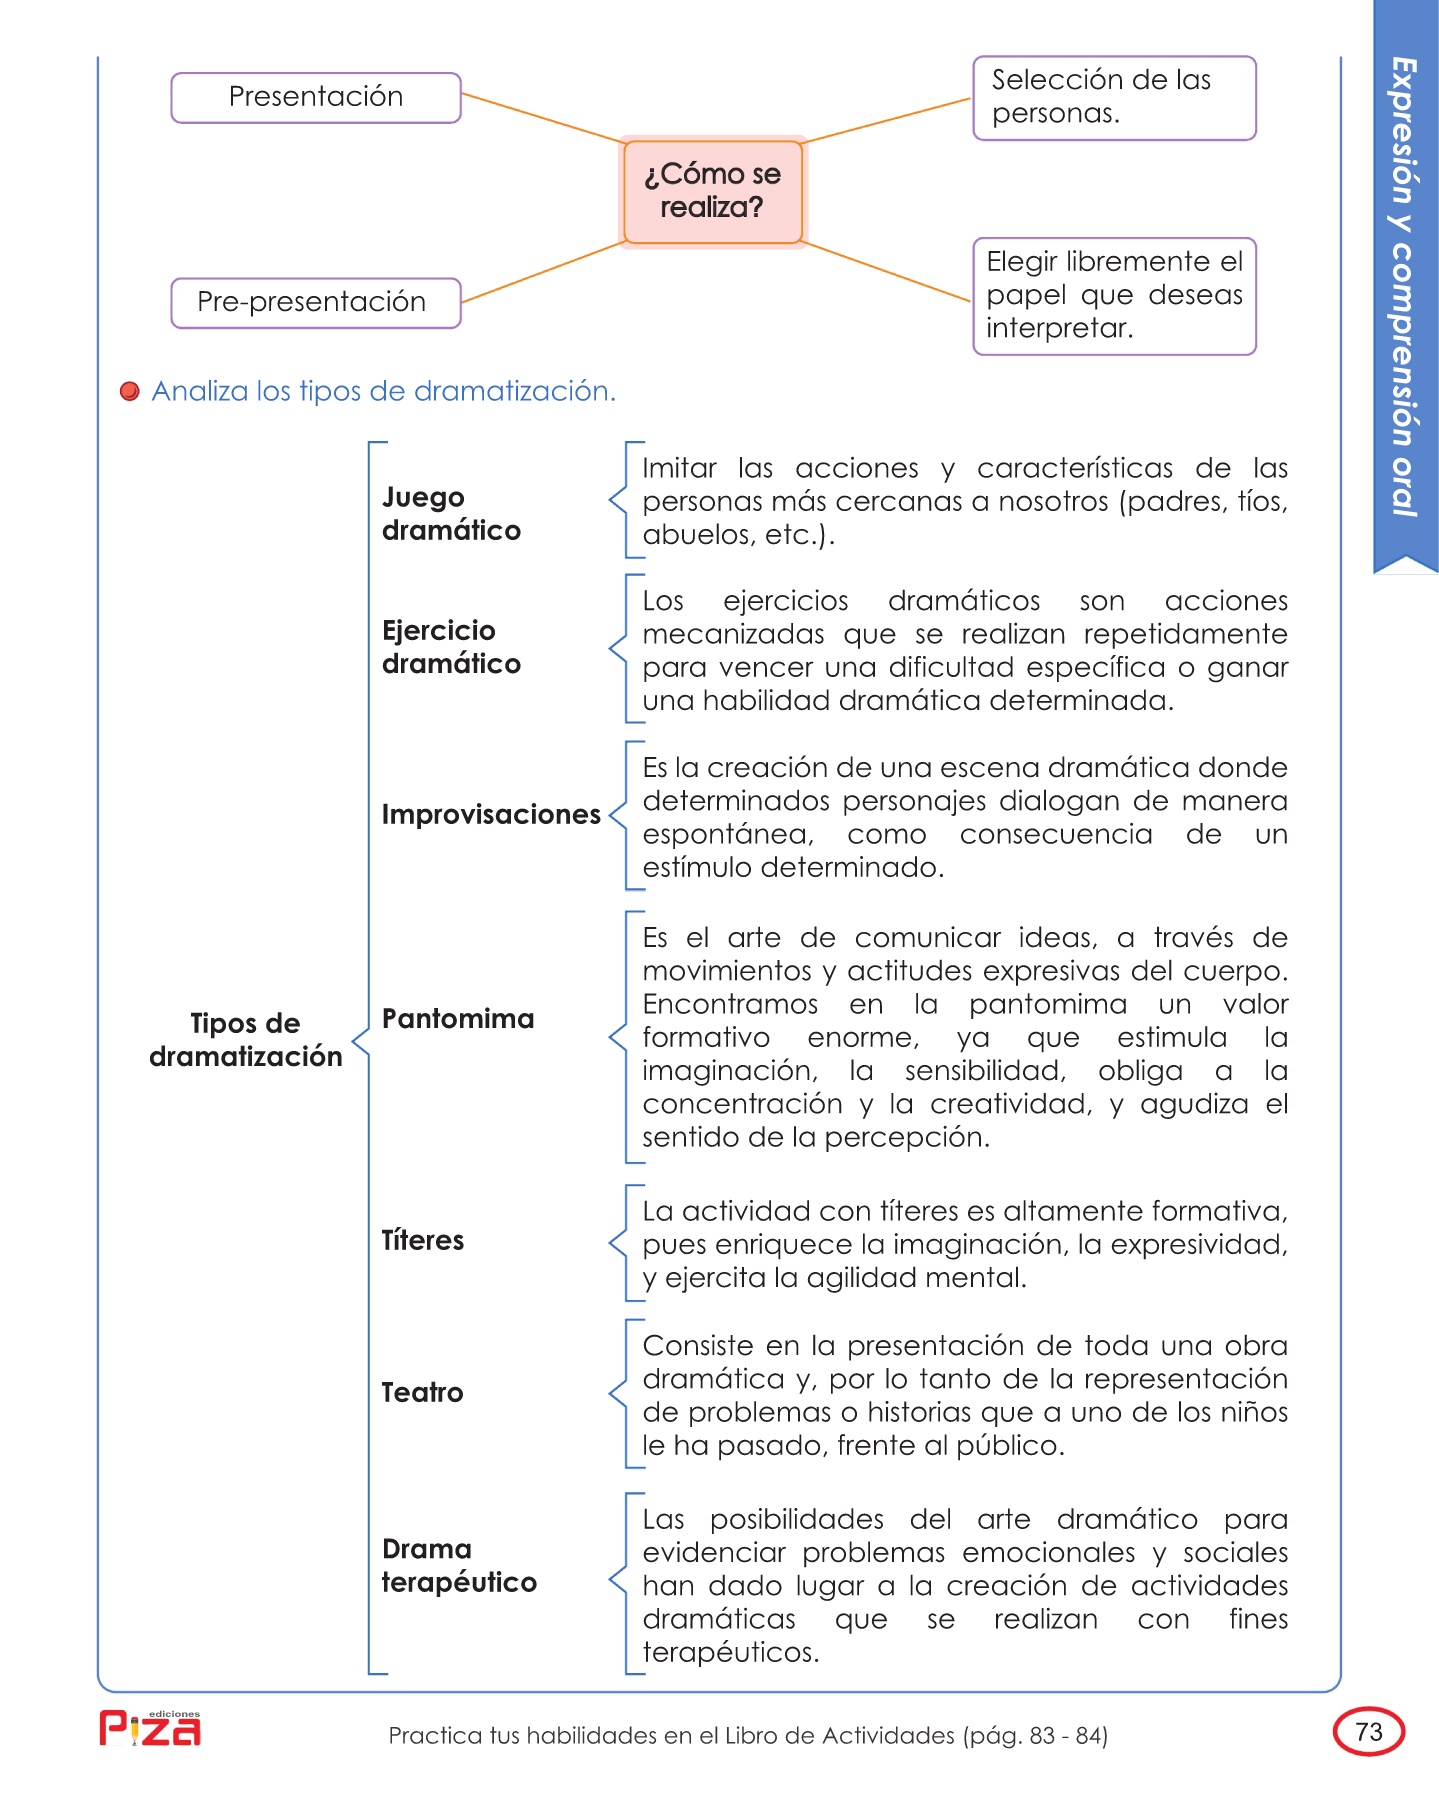 Presentación
Selección de las
personas.
¿Cómo se
realiza?
Pre-presentación
Elegir libremente el
papel que deseas
interpretar.
Expresión y comprensión oral
Analiza los tipos de dramatización.
Tipos de
dramatización
Juego
dramático
Imitar las acciones y características de las
personas más cercanas a nosotros (padres, tíos,
abuelos, etc.).
Ejercicio
dramático
Los ejercicios dramáticos son acciones
mecanizadas que se realizan repetidamente
para vencer una dificultad específica o ganar
una habilidad dramática determinada.
Improvisaciones
Es la creación de una escena dramática donde
determinados personajes dialogan de manera
espontánea, como consecuencia de un
estímulo determinado.
Pantomima
Es el arte de comunicar ideas, a través de
movimientos y actitudes expresivas del cuerpo.
Encontramos en la pantomima un valor
formativo enorme, ya que estimula la
imaginación, la sensibilidad, obliga a la
concentración y la creatividad, y agudiza el
sentido de la percepción.
Títeres
La actividad con títeres es altamente formativa,
pues enriquece la imaginación, la expresividad,
y ejercita la agilidad mental.
Teatro
Consiste en la presentación de toda una obra
dramática y, por lo tanto de la representación
de problemas o historias que a uno de los niños
le ha pasado, frente al público.
Drama
terapéutico
Las posibilidades del arte dramático para
evidenciar problemas emocionales y sociales
han dado lugar a la creación de actividades
dramáticas que se realizan con fines
terapéuticos.
ediciones
Piza
Practica tus habilidades en el Libro de Actividades (pág. 83 - 84)
73